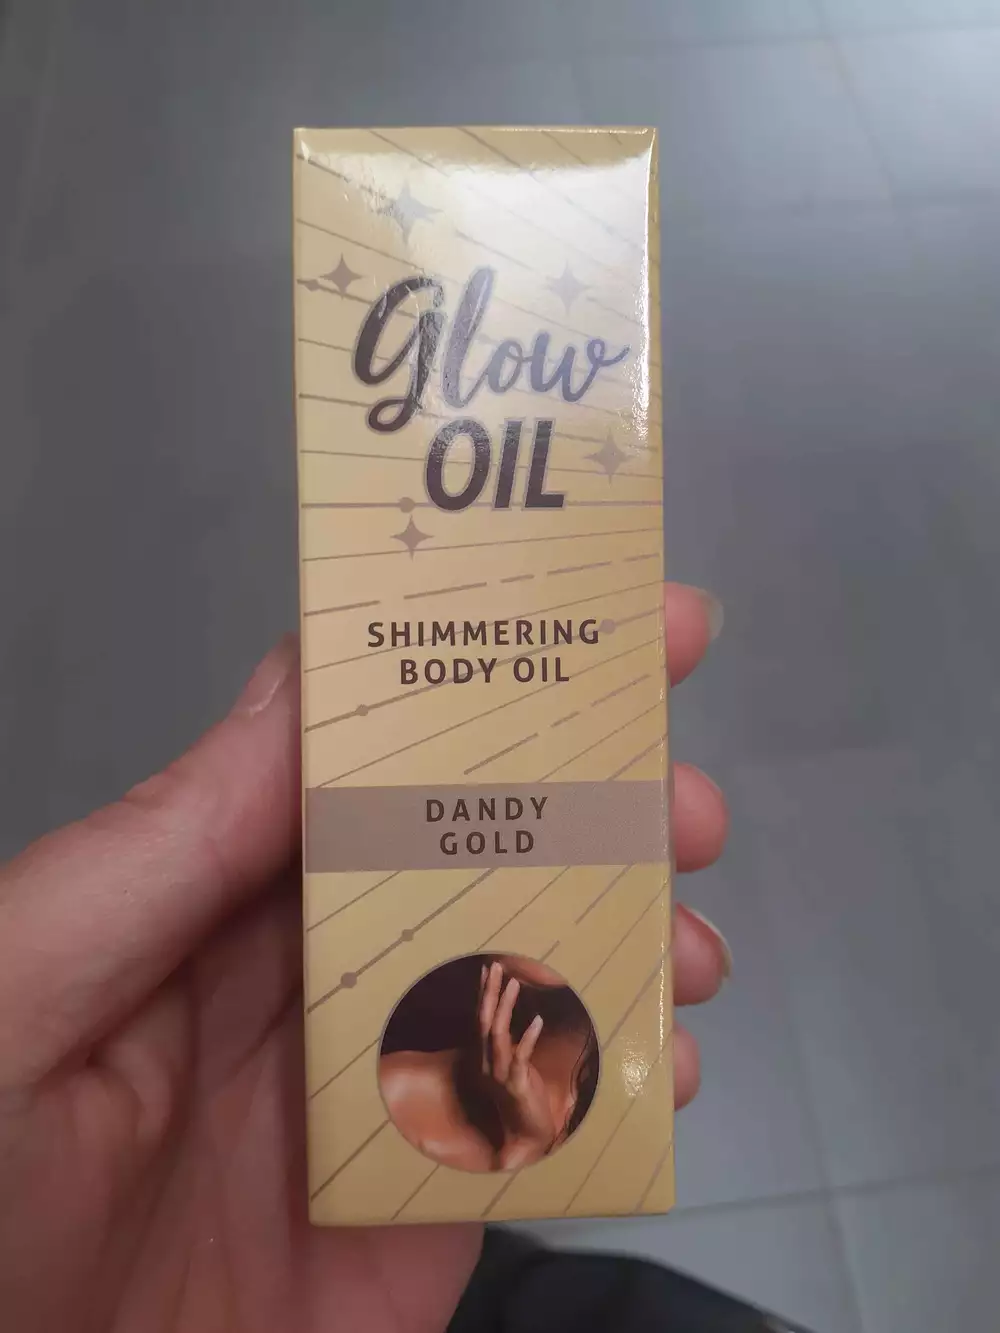 Glow
OIL
SHIMMERING
BODY OIL
DANDY
GOLD